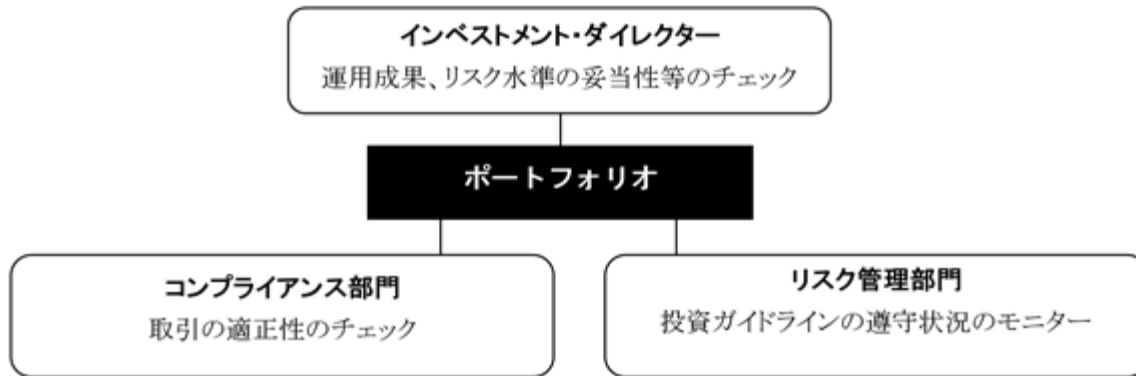 インベストメント・ダイレクター
運用成果、リスク水準の妥当性等のチェック
ポートフォリオ
コンプライアンス部門
取引の適正性のチェック
リスク管理部門
投資ガイドラインの遵守状況のモニター